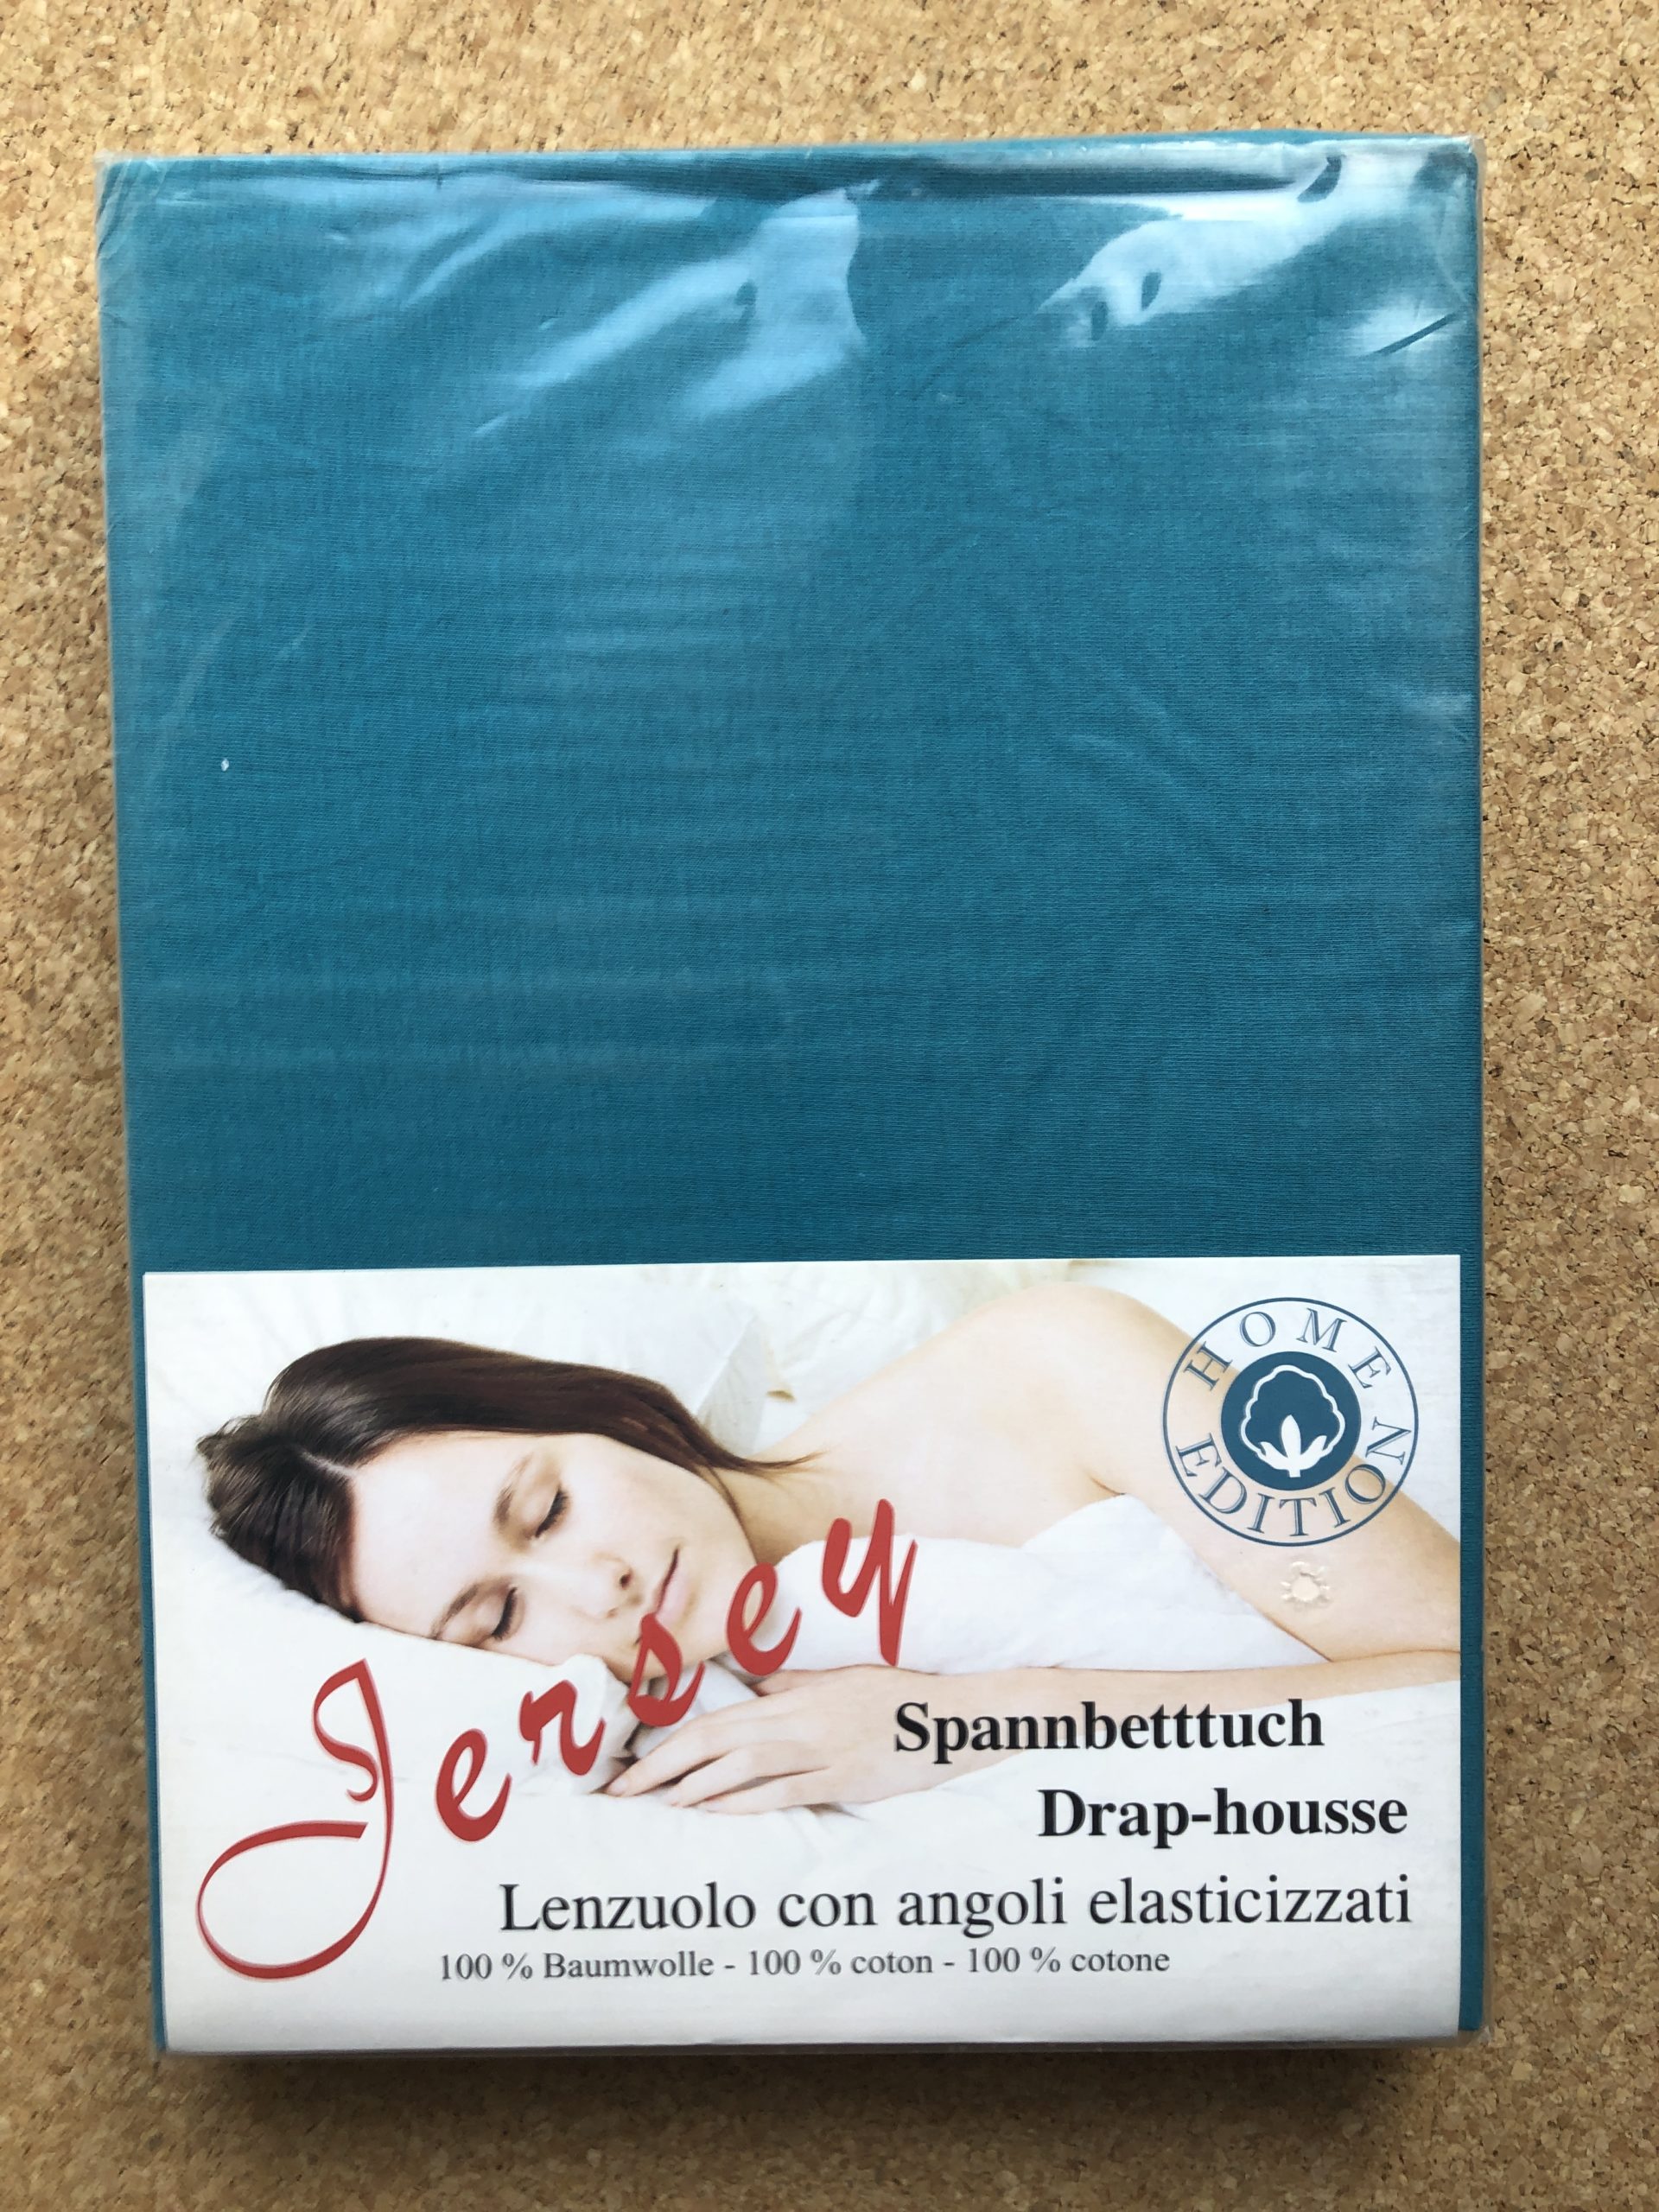 HOME EDITION
Jersey
Spannbetttuch
Drap-housse
Lenzuolo con angoli elasticizzati
100 % Baumwolle - 100 % coton - 100 % cotone